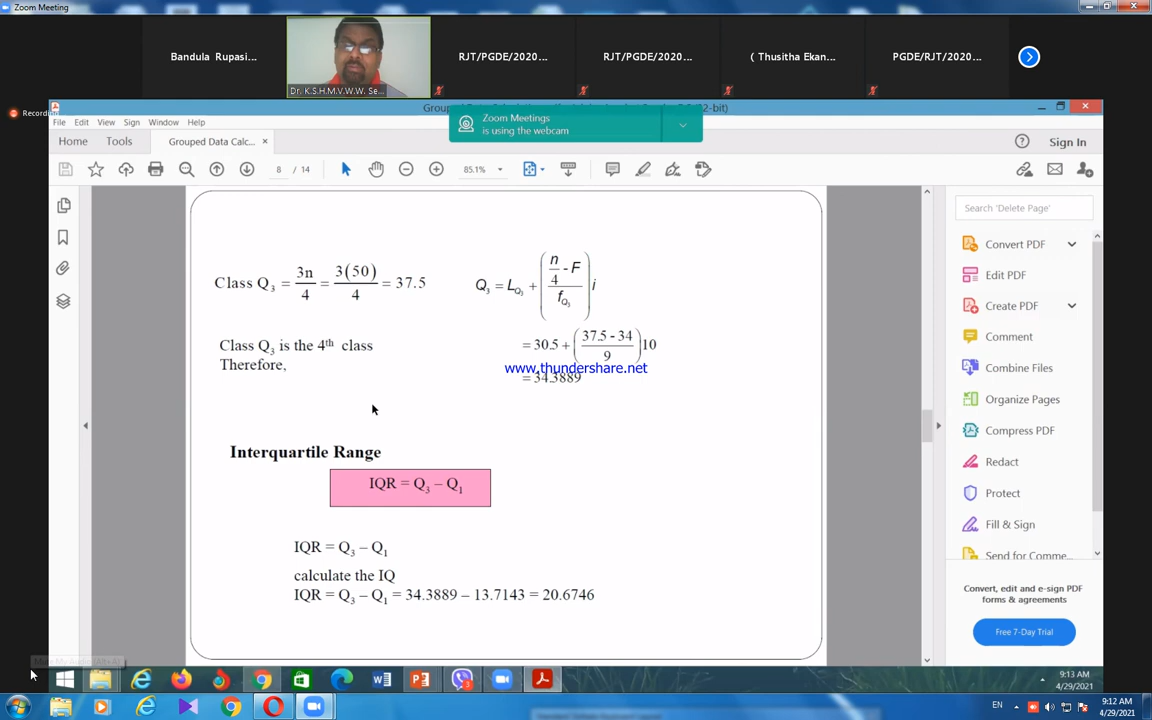 Zoom Meeting
Bandula Rupasi...
RJT/PGDE/2020...
RJT/PGDE/2020...
( Thusitha Ekan...
PGDE/RJT/2020...
Dr. K.S.H.M.V.W.W. Se...
Recording
Zoom Meetings
is using the webcam
File Edit View Sign Window Help
Home Tools Grouped Data Calc... × Sign In
8 / 14 85.1%
Class Q3 = 3n/4 = 3(50)/4 = 37.5
Q3 = LQ3 + ( (n/4 - F) / fQ3 ) i
= 30.5 + ( (37.5 - 34) / 9 ) 10
= 34.3889
www.thundershare.net
Class Q3 is the 4th class
Therefore,
Interquartile Range
IQR = Q3 – Q1
IQR = Q3 – Q1
calculate the IQ
IQR = Q3 – Q1 = 34.3889 – 13.7143 = 20.6746
Search 'Delete Page'
Convert PDF
Edit PDF
Create PDF
Comment
Combine Files
Organize Pages
Compress PDF
Redact
Protect
Fill & Sign
Send for Comme...
Convert, edit and e-sign PDF
forms & agreements
Free 7-Day Trial
9:13 AM
4/29/2021
EN
9:12 AM
4/29/2021